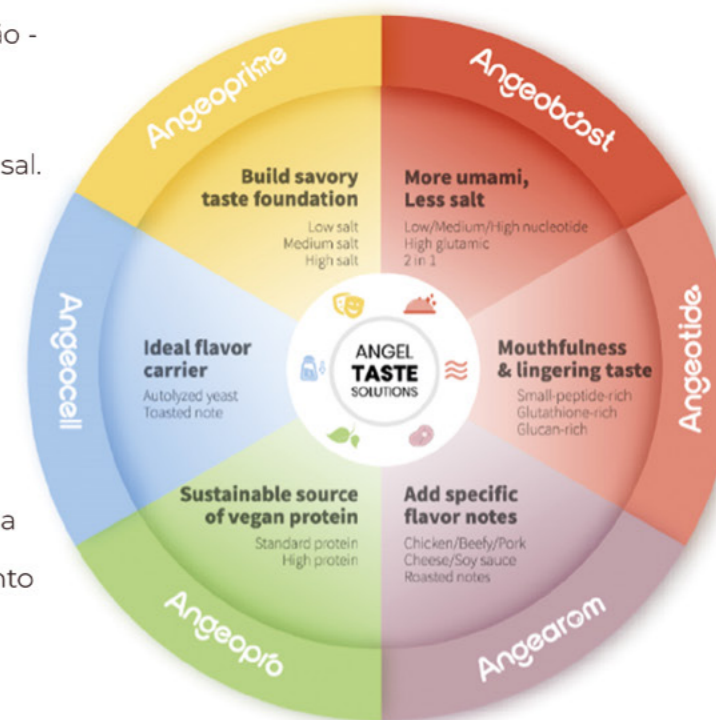 io -
sal.
a
nto
Angeoprime
Build savory
taste foundation
Low salt
Medium salt
High salt
Angeoboost
More umami,
Less salt
Low/Medium/High nucleotide
High glutamic
2 in 1
Angeotide
Mouthfulness
& lingering taste
Small-peptide-rich
Glutathione-rich
Glucan-rich
Angearom
Add specific
flavor notes
Chicken/Beefy/Pork
Cheese/Soy sauce
Roasted notes
Angeopro
Sustainable source
of vegan protein
Standard protein
High protein
Angeocell
Ideal flavor
carrier
Autolyzed yeast
Toasted note
ANGEL
TASTE
SOLUTIONS